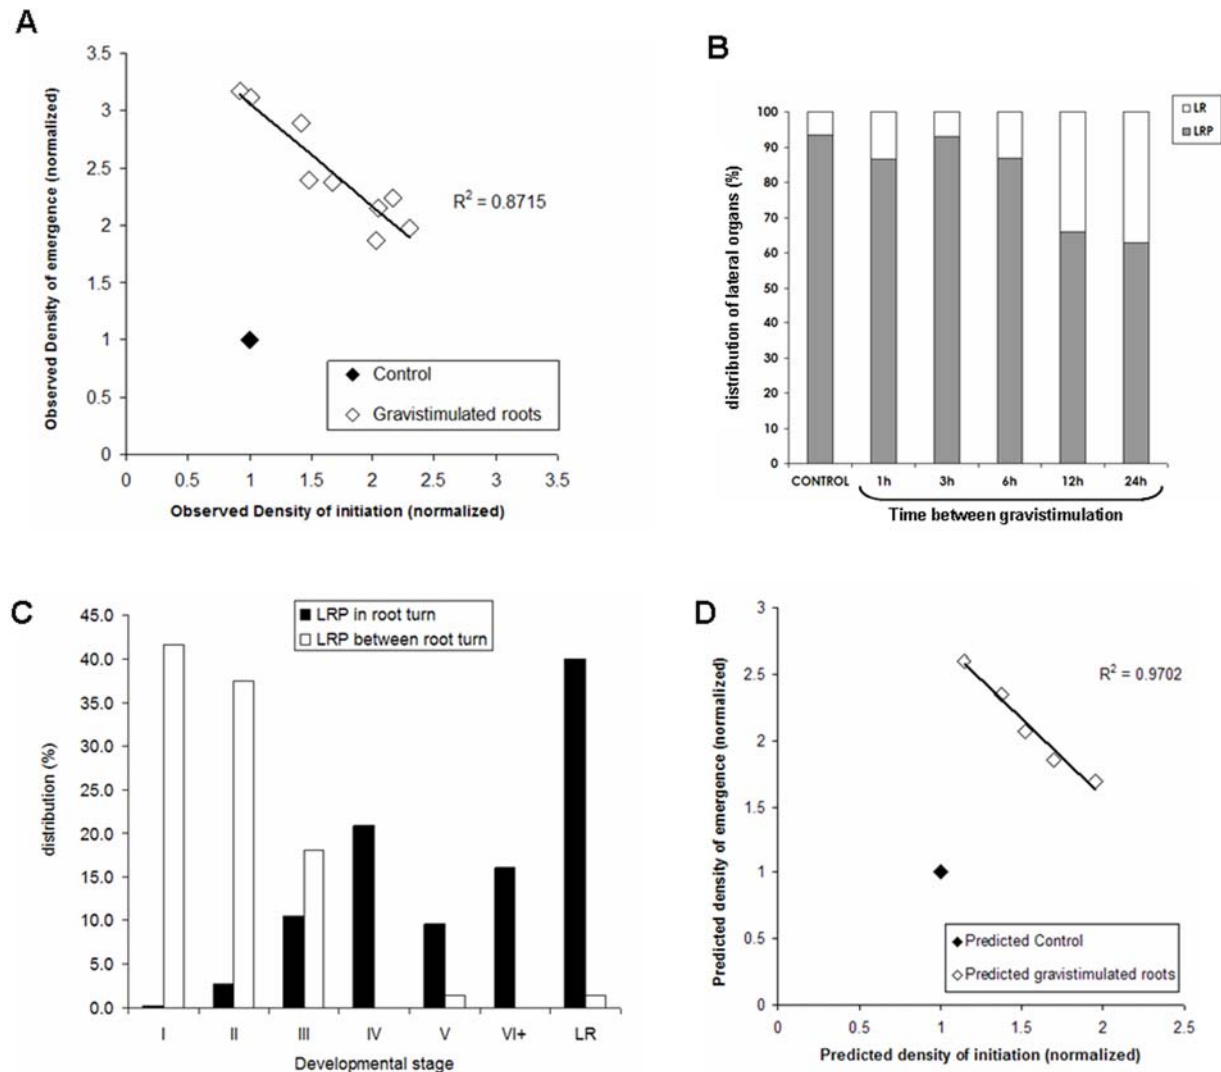 A
3.5
3
2.5
2
1.5
1
0.5
0
0 0.5 1 1.5 2 2.5 3 3.5
Observed Density of emergence (normalized)
Observed Density of initiation (normalized)
R² = 0.8715
Control
Gravistimulated roots
B
LR
LRP
100
90
80
70
60
50
40
30
20
10
0
distribution of lateral organs (%)
CONTROL 1h 3h 6h 12h 24h
Time between gravistimulation
C
LRP in root turn
LRP between root turn
45.0
40.0
35.0
30.0
25.0
20.0
15.0
10.0
5.0
0.0
distribution (%)
I II III IV V VI+ LR
Developmental stage
D
3
2.5
2
1.5
1
0.5
0
0 0.5 1 1.5 2 2.5
Predicted density of emergence (normalized)
Predicted density of initiation (normalized)
R² = 0.9702
Predicted Control
Predicted gravistimulated roots